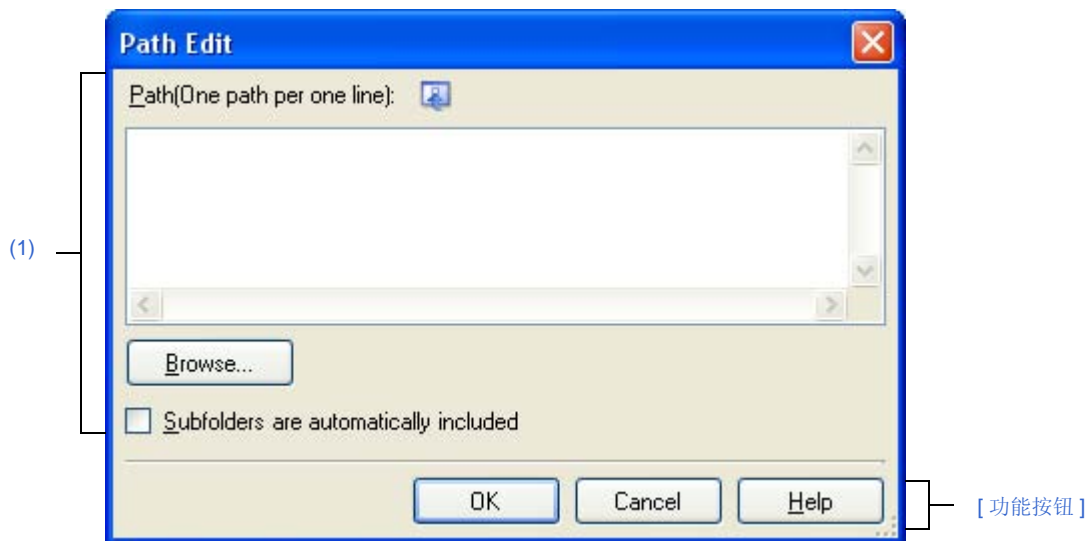 Path Edit
Path(One path per one line):
(1)
Browse...
Subfolders are automatically included
OK Cancel Help
[ 功能按钮 ]